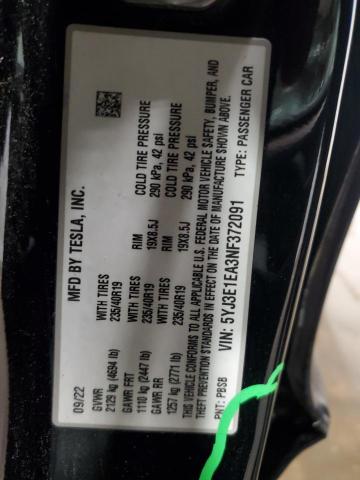 MFD BY TESLA, INC.
09/22
GVWR
2129 kg (4694 lb)
GAWR FRT WITH TIRES RIM COLD TIRE PRESSURE
1110 kg (2447 lb) 235/40R19 19X8.5J 290 kPa, 42 psi
GAWR RR WITH TIRES RIM COLD TIRE PRESSURE
1257 kg (2771 lb) 235/40R19 19X8.5J 290 kPa, 42 psi
THIS VEHICLE CONFORMS TO ALL APPLICABLE U.S. FEDERAL MOTOR VEHICLE SAFETY, BUMPER, AND
THEFT PREVENTION STANDARDS IN EFFECT ON THE DATE OF MANUFACTURE SHOWN ABOVE.
PNT: PBSB VIN: 5YJ3E1EA3NF372091 TYPE: PASSENGER CAR